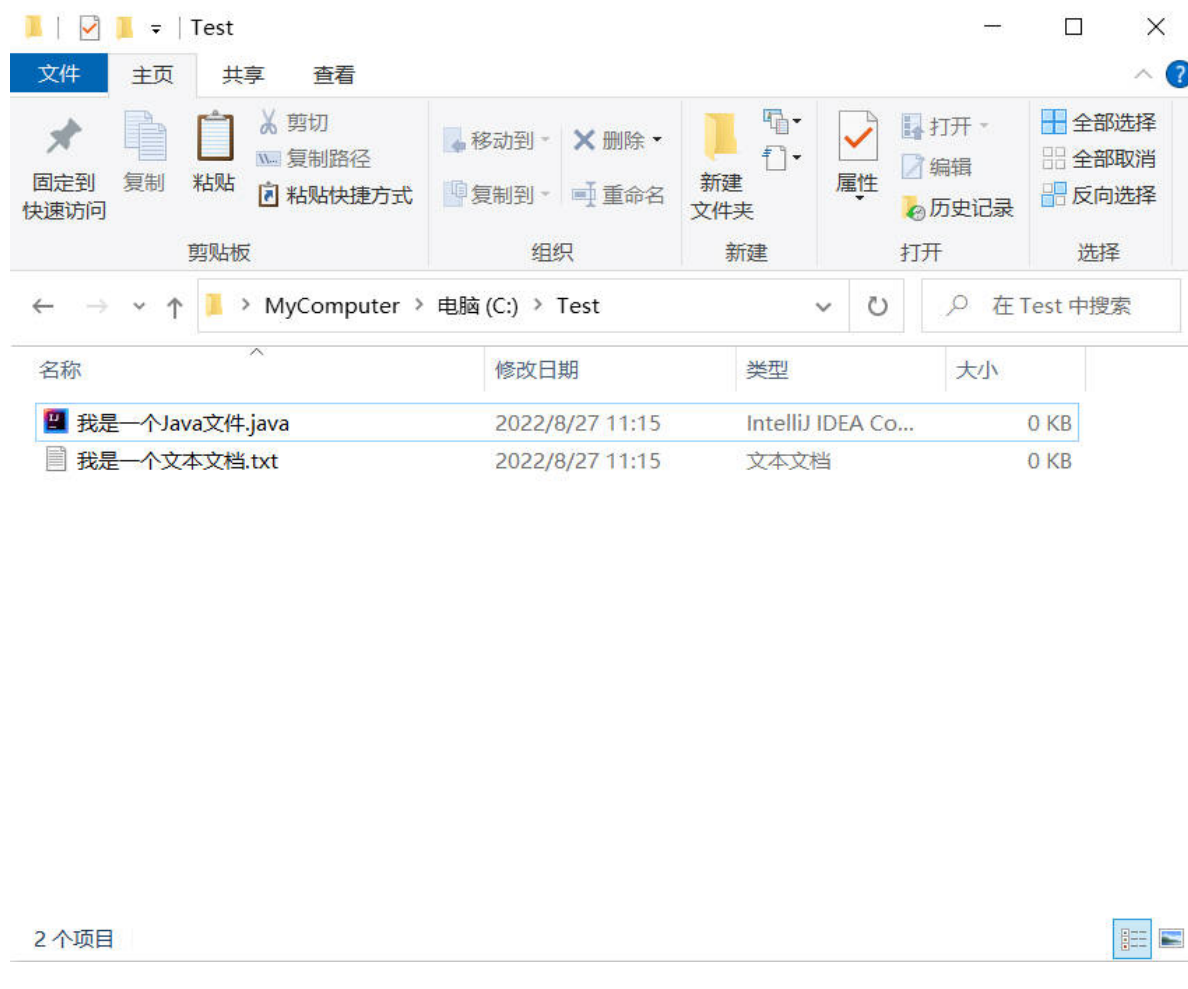 Test
文件 主页 共享 查看
固定到
快速访问
复制
粘贴
剪切
复制路径
粘贴快捷方式
剪贴板
移动到
复制到
删除
重命名
组织
新建
文件夹
新建
属性
打开
编辑
历史记录
打开
全部选择
全部取消
反向选择
选择
MyComputer > 电脑 (C:) > Test
在 Test 中搜索
名称 修改日期 类型 大小
我是一个Java文件.java 2022/8/27 11:15 IntelliJ IDEA Co... 0 KB
我是一个文本文档.txt 2022/8/27 11:15 文本文档 0 KB
2 个项目